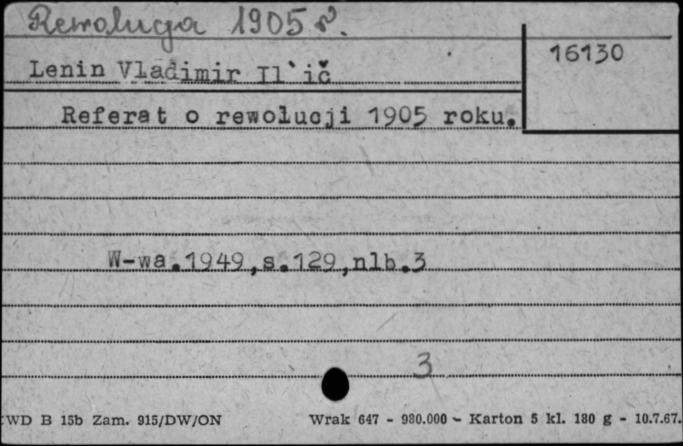 Rewolucja 1905 r.
16130
Lenin Vladimir Il`ič
Referat o rewolucji 1905 roku.
W-wa.1949,s.129,nlb.3
3
WD B 15b Zam. 915/DW/ON Wrak 647 - 980.000 - Karton 5 kl. 180 g - 10.7.67.